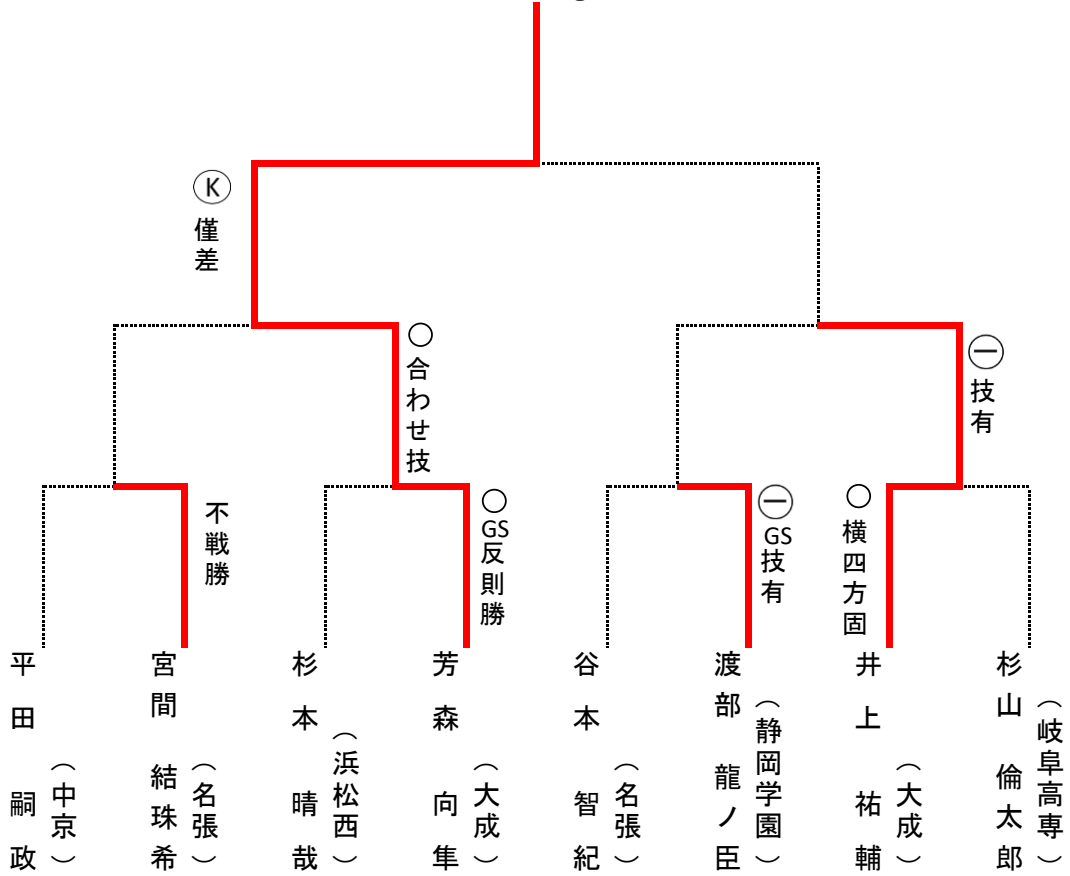 Ⓚ
僅差
○
合わせ技
㊀
技有
不戦勝
○
GS
反則勝
㊀
GS
技有
○
横四方固
平田 嗣政
（中京）
宮間 結珠希
（名張）
杉本 晴哉
（浜松西）
芳森 向隼
（大成）
谷本 智紀
（名張）
渡部 龍ノ臣
（静岡学園）
井上 祐輔
（大成）
杉山 倫太郎
（岐阜高専）